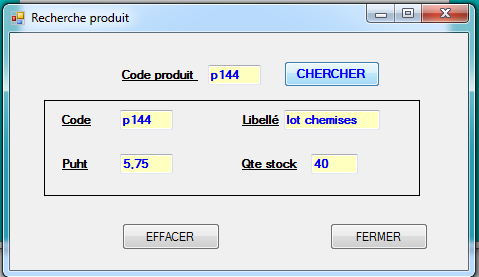 Recherche produit
Code produit p144 CHERCHER
Code p144 Libellé lot chemises
Puht 5,75 Qte stock 40
EFFACER FERMER